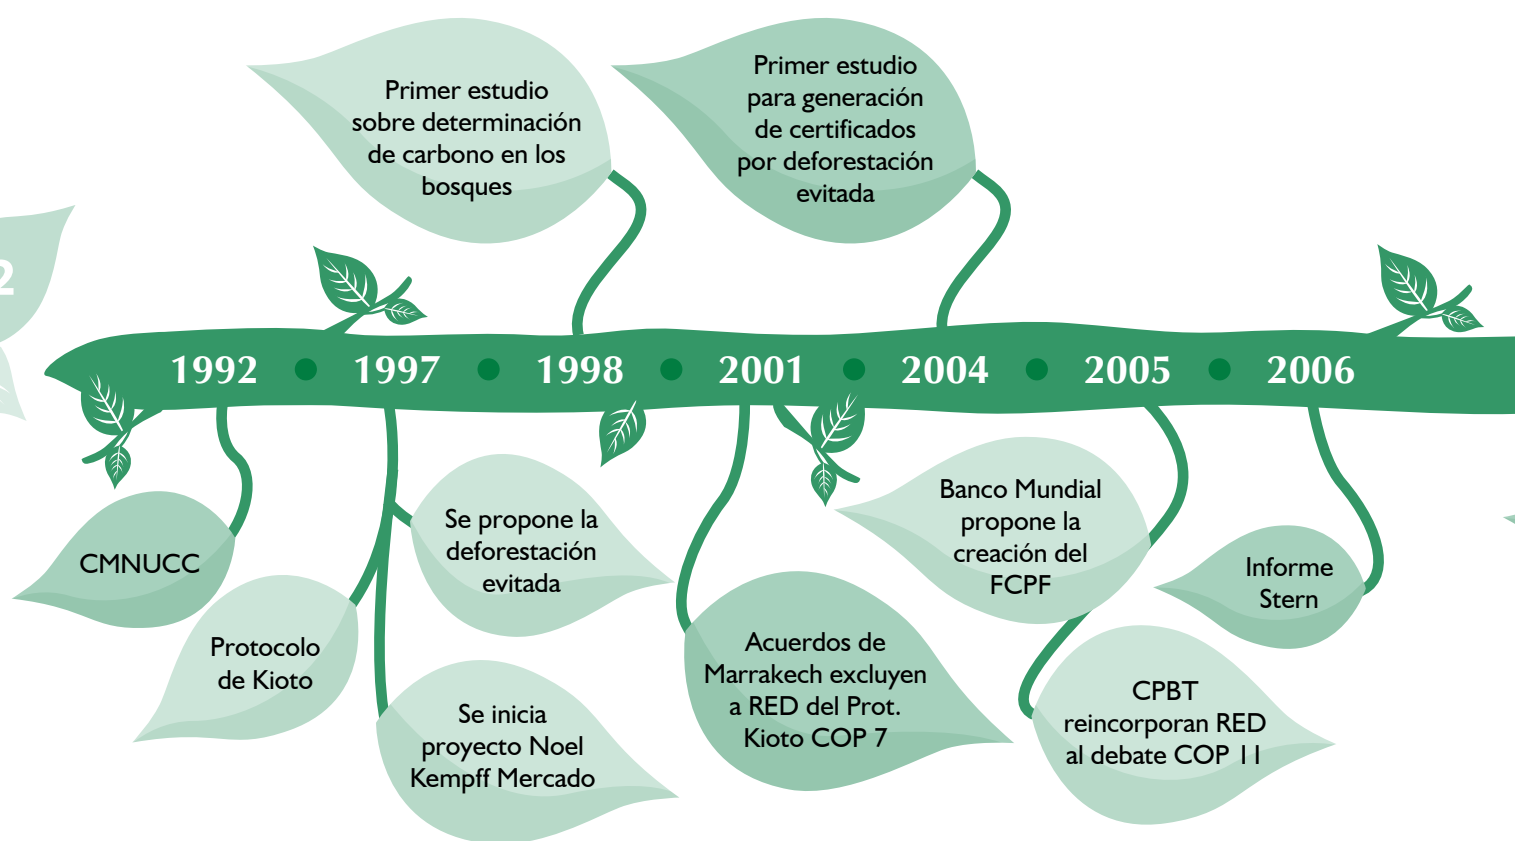 Primer estudio
sobre determinación
de carbono en los
bosques
Primer estudio
para generación
de certificados
por deforestación
evitada
2
1992 • 1997 • 1998 • 2001 • 2004 • 2005 • 2006
CMNUCC
Protocolo
de Kioto
Se propone la
deforestación
evitada
Se inicia
proyecto Noel
Kempff Mercado
Acuerdos de
Marrakech excluyen
a RED del Prot.
Kioto COP 7
Banco Mundial
propone la
creación del
FCPF
CPBT
reincorporan RED
al debate COP 11
Informe
Stern